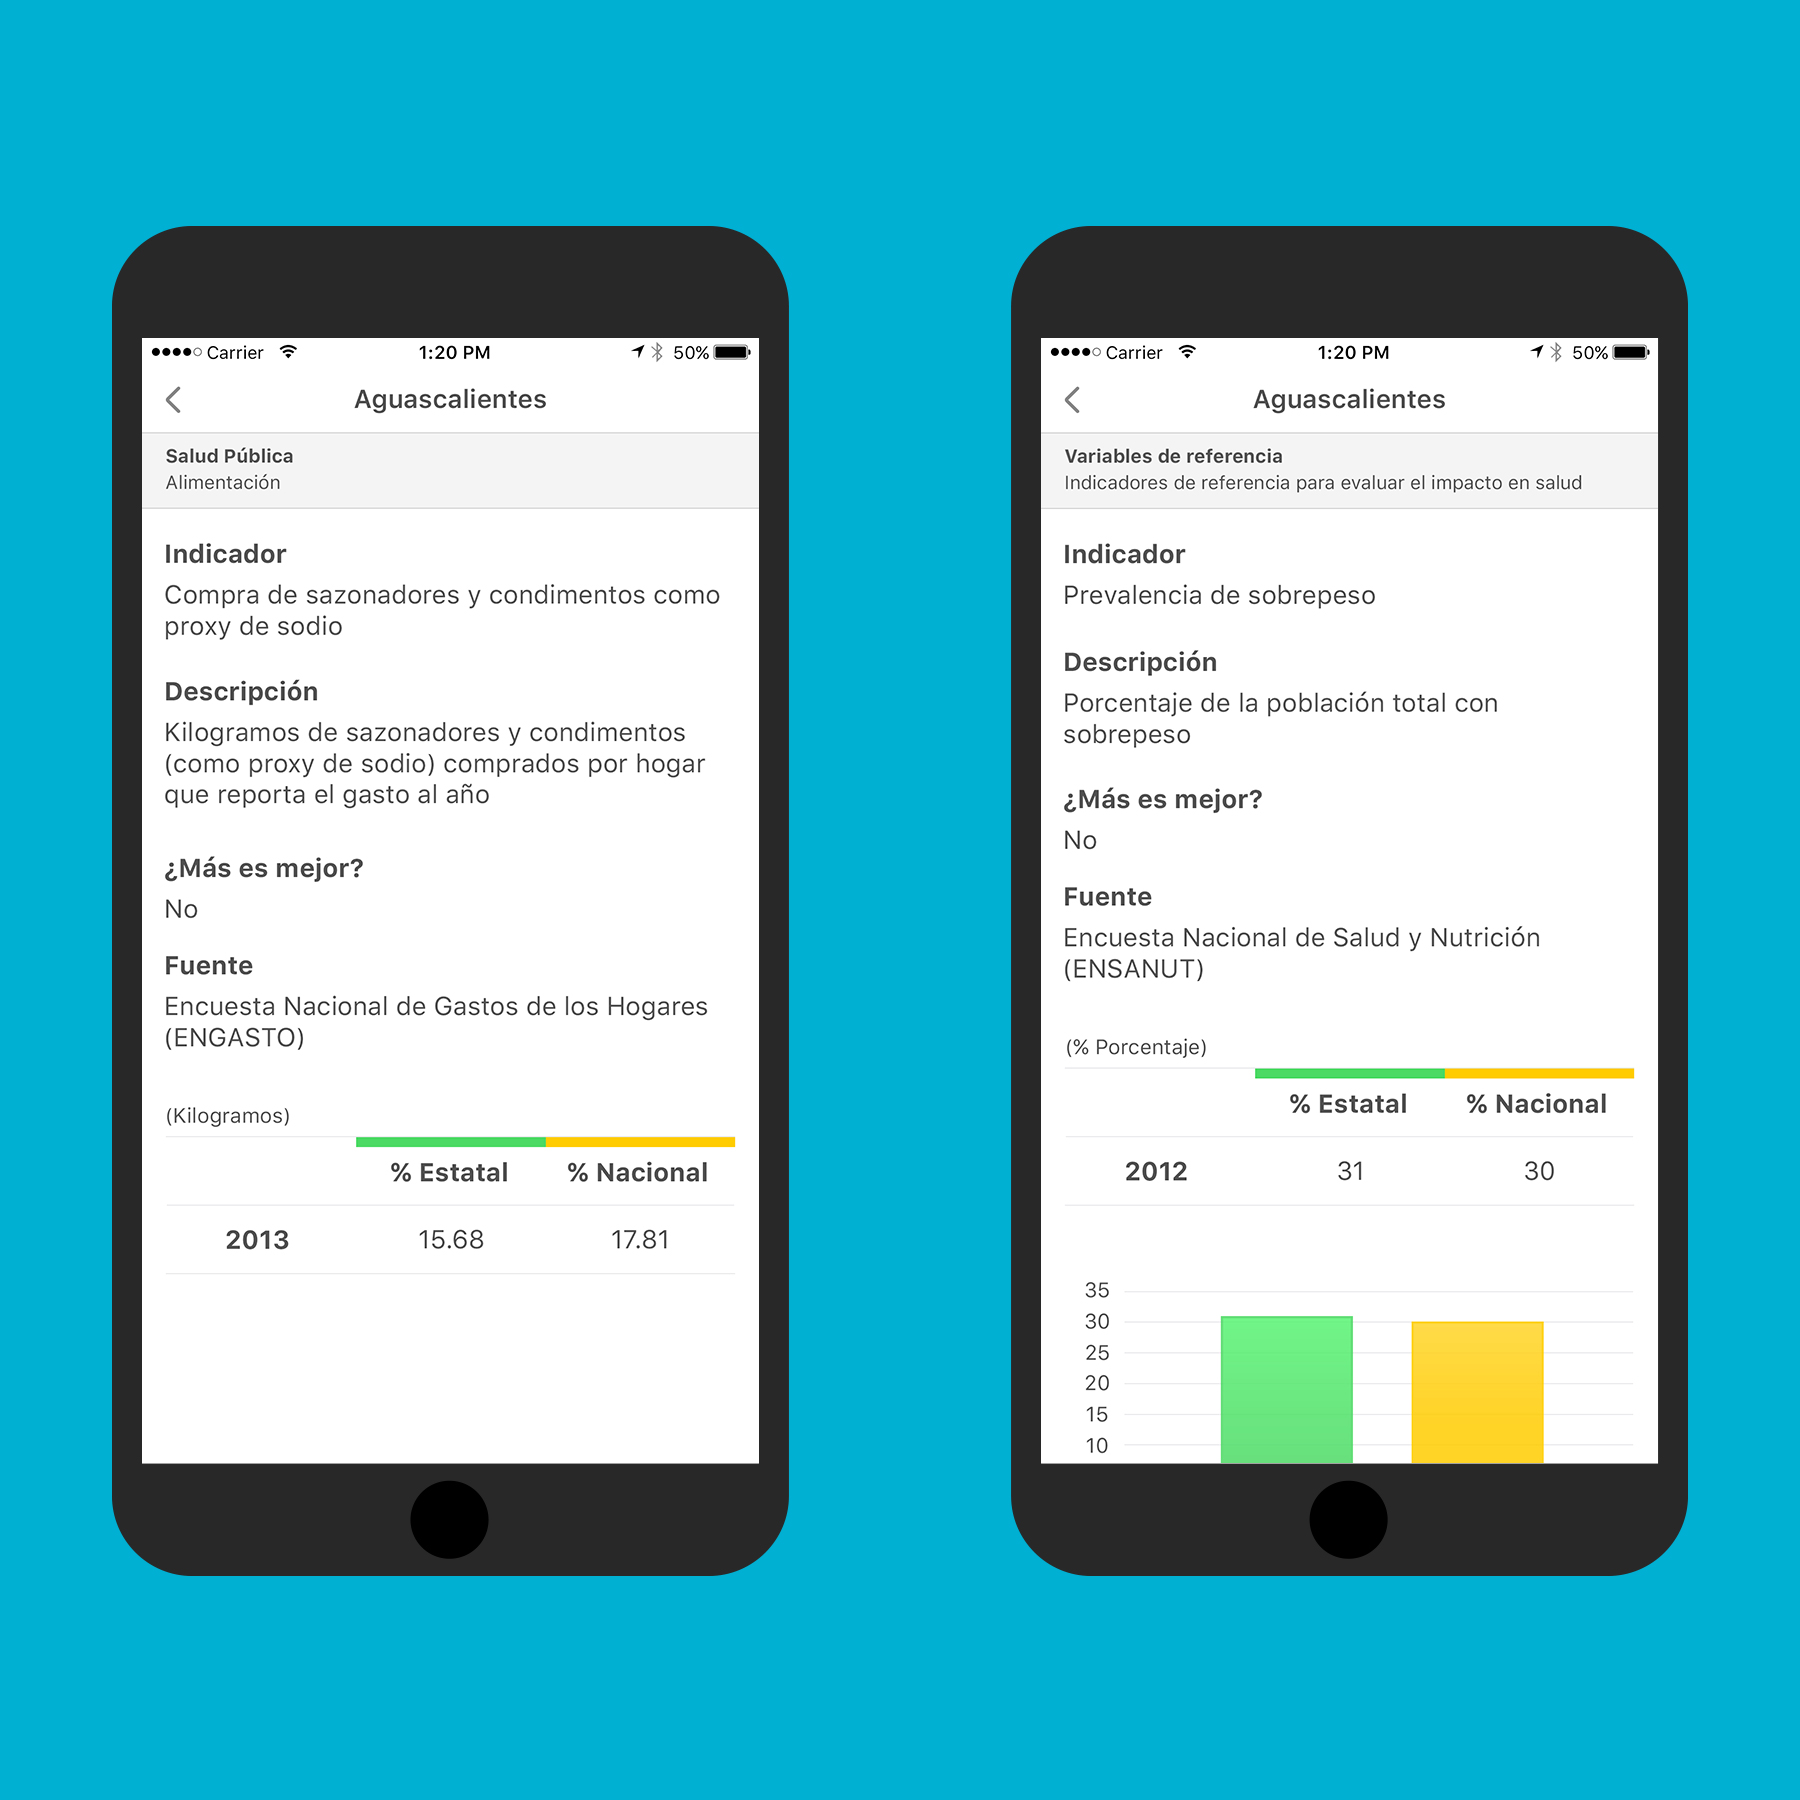 Carrier 1:20 PM 50%
Aguascalientes
Salud Pública
Alimentación
Indicador
Compra de sazonadores y condimentos como
proxy de sodio
Descripción
Kilogramos de sazonadores y condimentos
(como proxy de sodio) comprados por hogar
que reporta el gasto al año
¿Más es mejor?
No
Fuente
Encuesta Nacional de Gastos de los Hogares
(ENGASTO)
(Kilogramos)
% Estatal % Nacional
2013 15.68 17.81
Carrier 1:20 PM 50%
Aguascalientes
Variables de referencia
Indicadores de referencia para evaluar el impacto en salud
Indicador
Prevalencia de sobrepeso
Descripción
Porcentaje de la población total con
sobrepeso
¿Más es mejor?
No
Fuente
Encuesta Nacional de Salud y Nutrición
(ENSANUT)
(% Porcentaje)
% Estatal % Nacional
2012 31 30
35
30
25
20
15
10